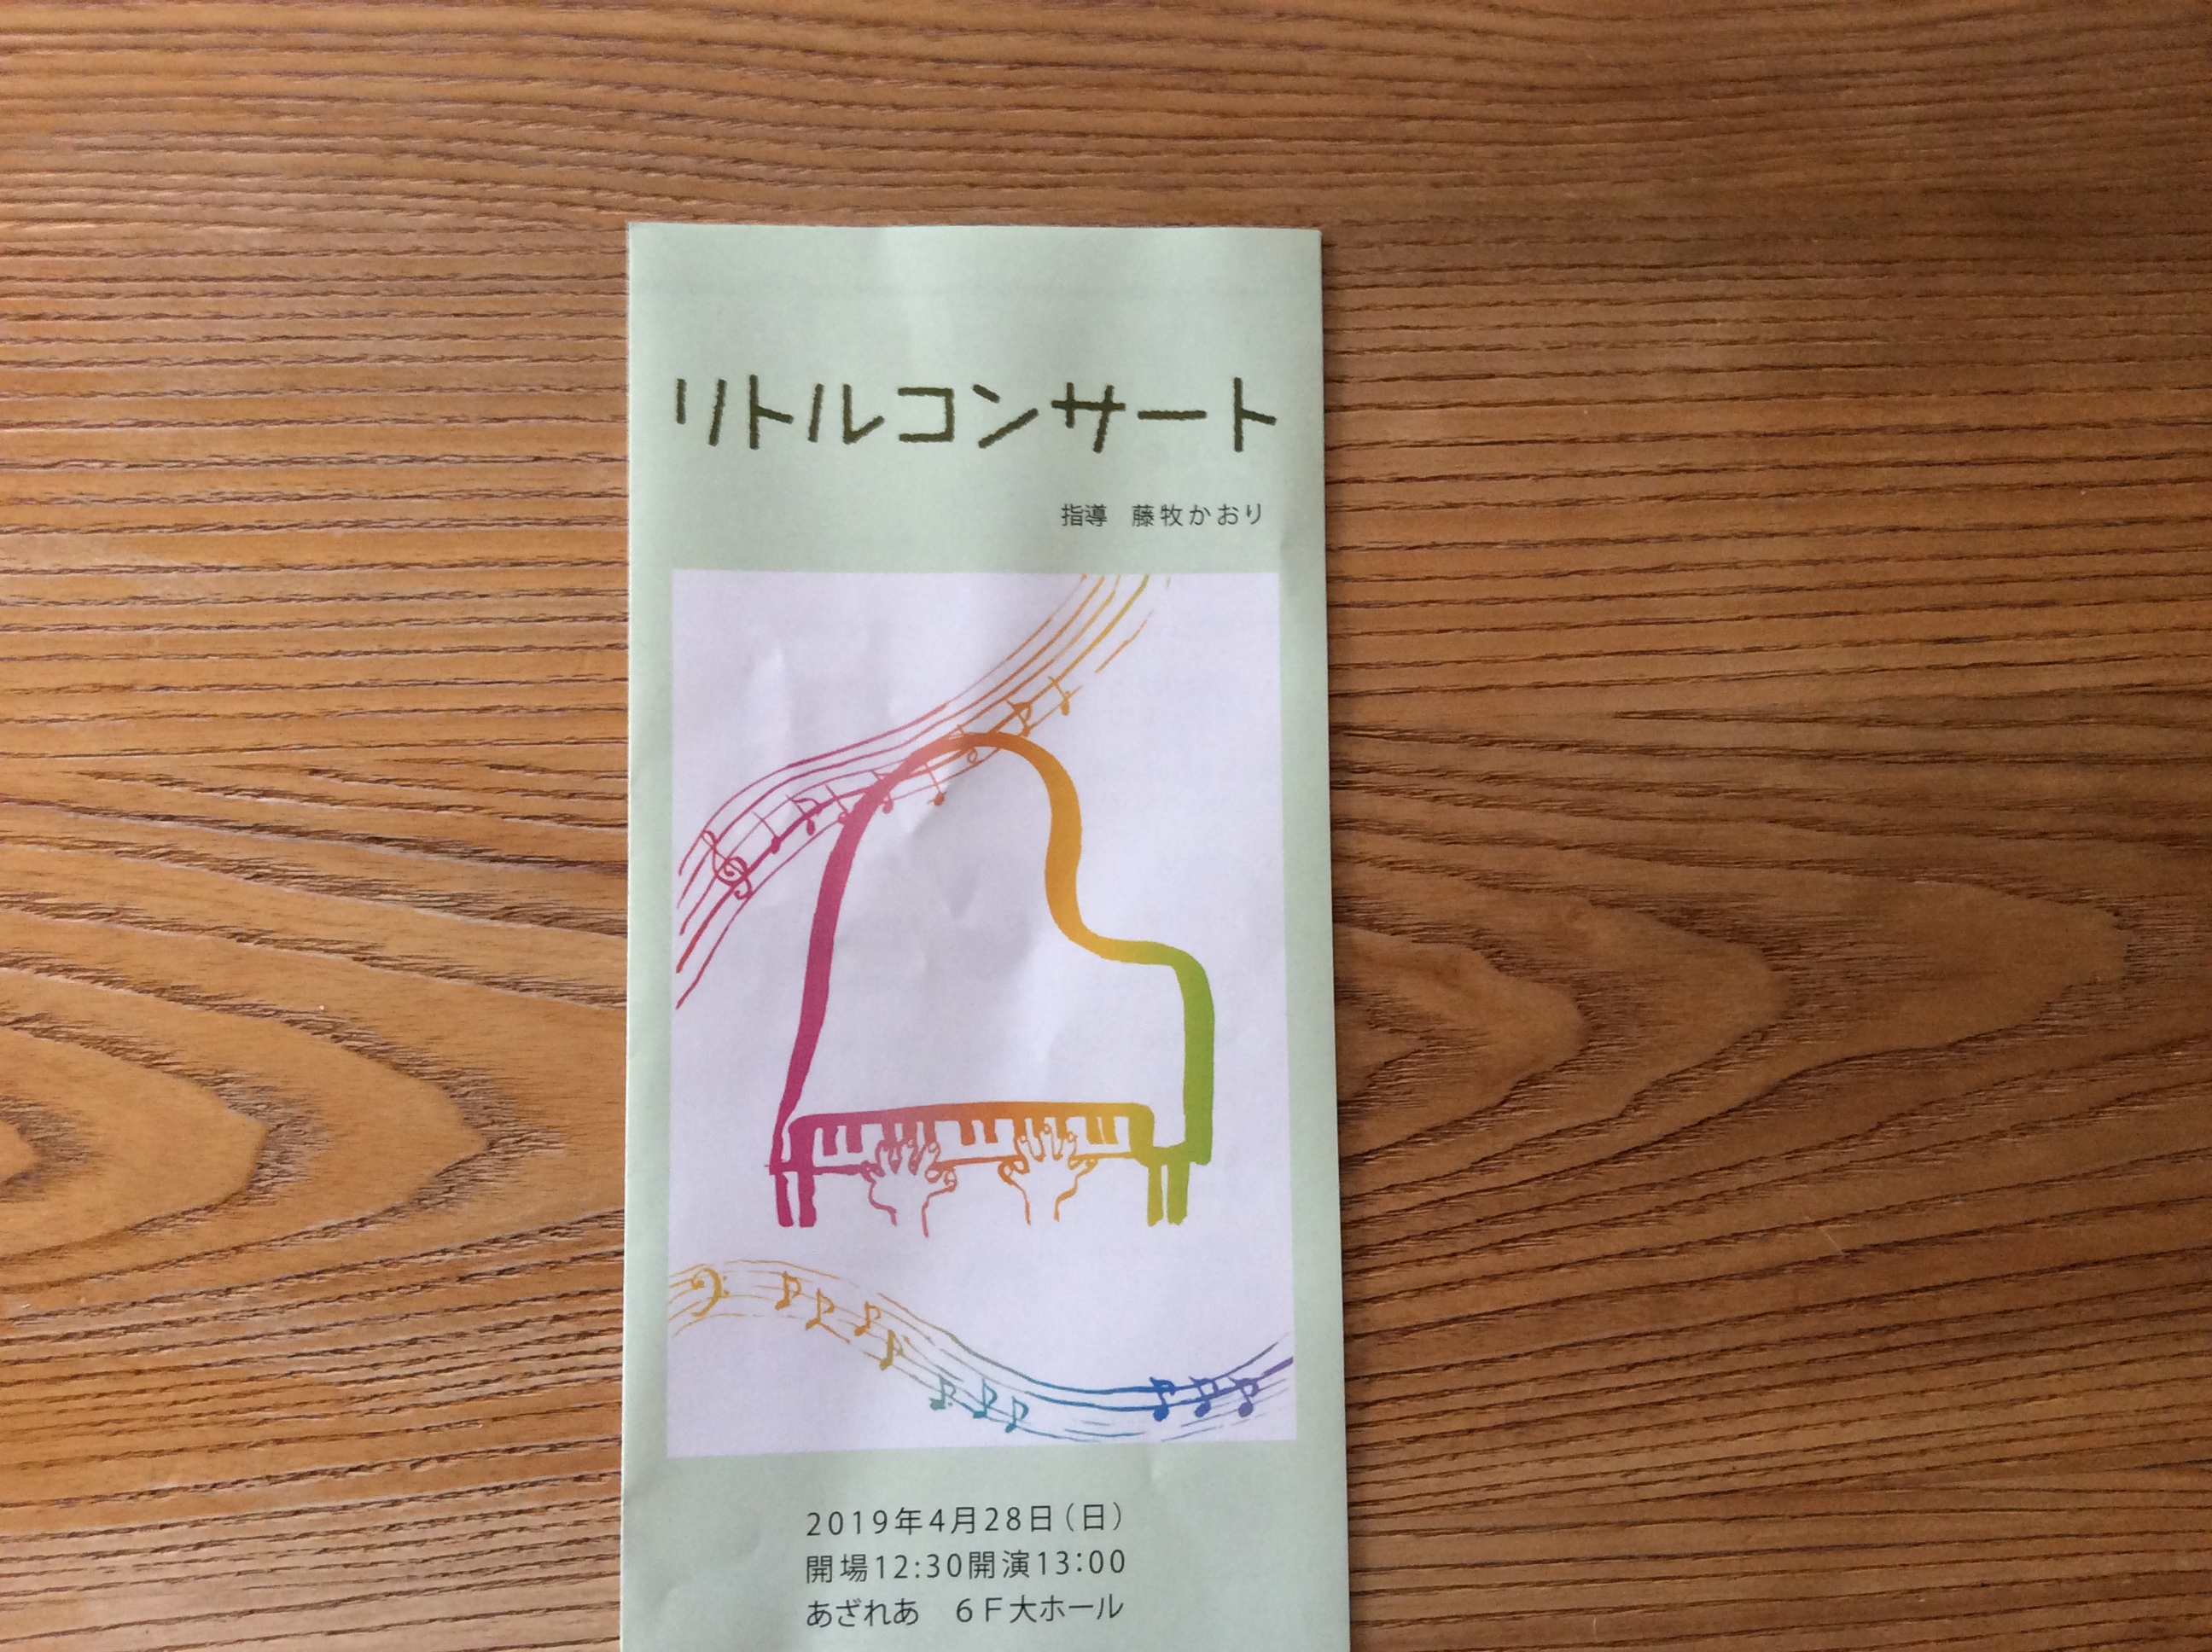 リトルコンサート
指導　藤牧かおり
2019年4月28日（日）
開場12:30開演13:00
あざれあ　６Ｆ大ホール